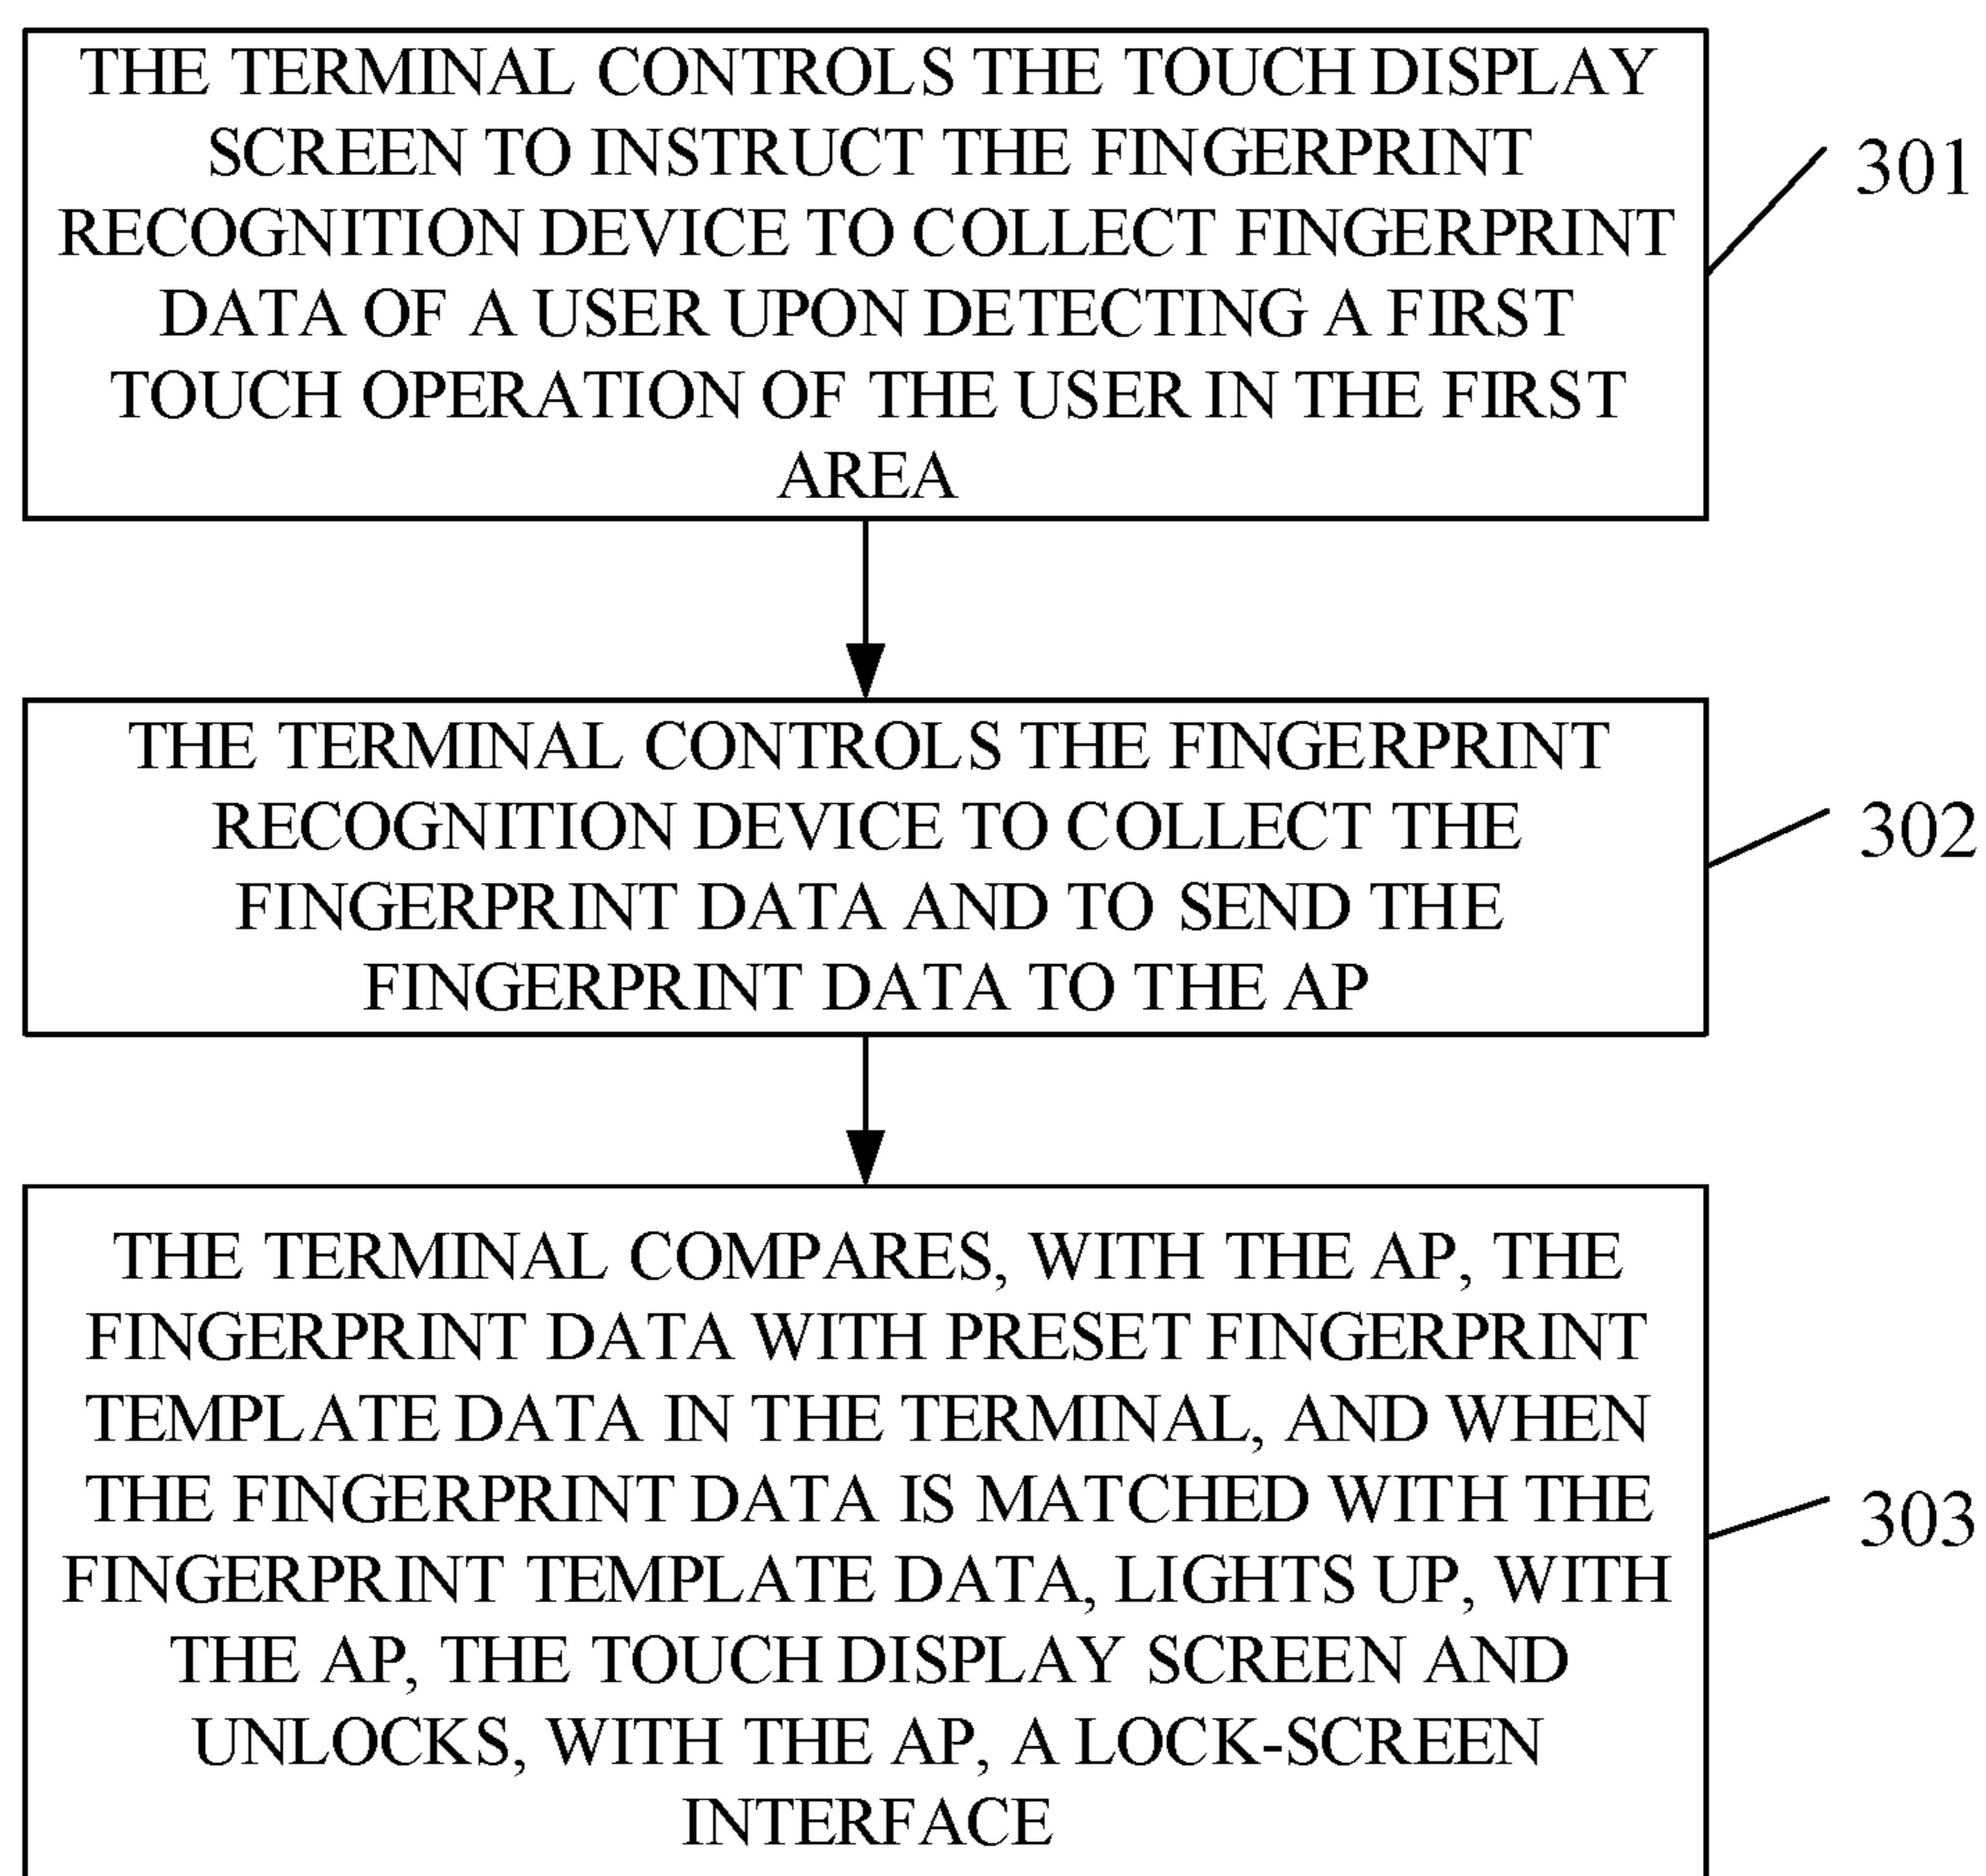 THE TERMINAL CONTROLS THE TOUCH DISPLAY
SCREEN TO INSTRUCT THE FINGERPRINT
RECOGNITION DEVICE TO COLLECT FINGERPRINT
DATA OF A USER UPON DETECTING A FIRST
TOUCH OPERATION OF THE USER IN THE FIRST
AREA
301
THE TERMINAL CONTROLS THE FINGERPRINT
RECOGNITION DEVICE TO COLLECT THE
FINGERPRINT DATA AND TO SEND THE
FINGERPRINT DATA TO THE AP
302
THE TERMINAL COMPARES, WITH THE AP, THE
FINGERPRINT DATA WITH PRESET FINGERPRINT
TEMPLATE DATA IN THE TERMINAL, AND WHEN
THE FINGERPRINT DATA IS MATCHED WITH THE
FINGERPRINT TEMPLATE DATA, LIGHTS UP, WITH
THE AP, THE TOUCH DISPLAY SCREEN AND
UNLOCKS, WITH THE AP, A LOCK-SCREEN
INTERFACE
303